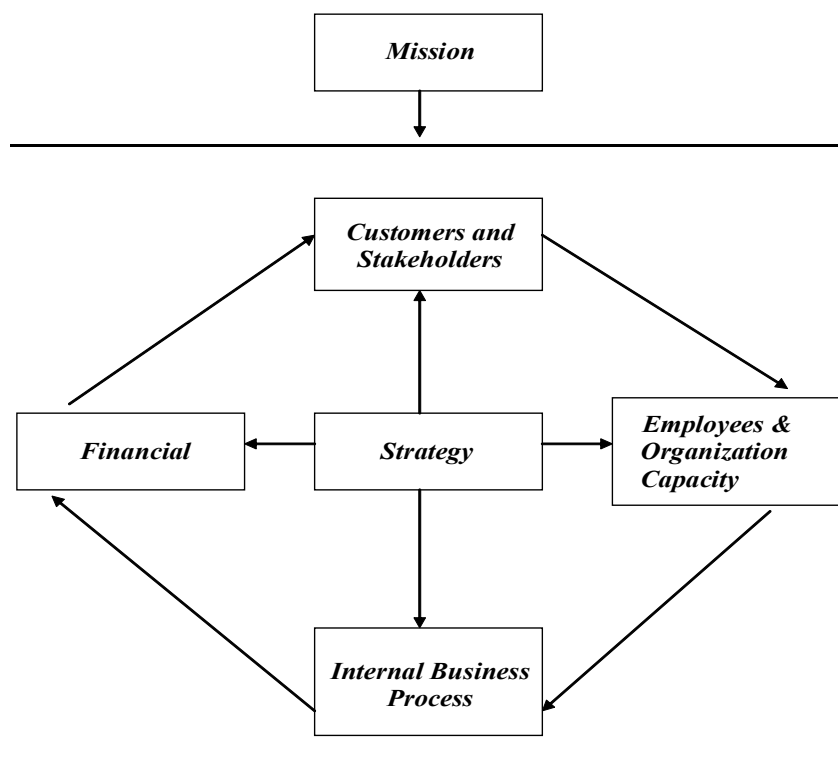 Mission
Customers and
Stakeholders
Financial
Strategy
Employees &
Organization
Capacity
Internal Business
Process